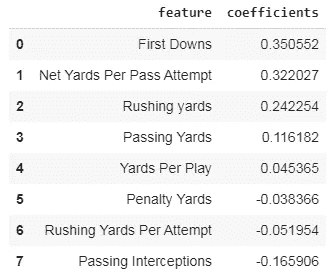 feature coefficients
0 First Downs 0.350552
1 Net Yards Per Pass Attempt 0.322027
2 Rushing yards 0.242254
3 Passing Yards 0.116182
4 Yards Per Play 0.045365
5 Penalty Yards -0.038366
6 Rushing Yards Per Attempt -0.051954
7 Passing Interceptions -0.165906